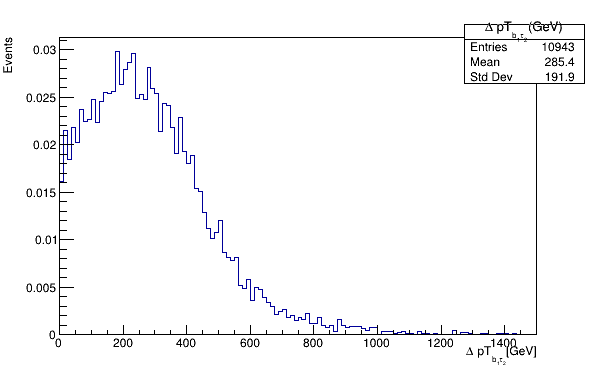 Δ pT_{b₁τ₂}(GeV)
Entries 10943
Mean 285.4
Std Dev 191.9
Events
0.03
0.025
0.02
0.015
0.01
0.005
0
0 200 400 600 800 1000 1200 1400
Δ pT_{b₁τ₂}[GeV]